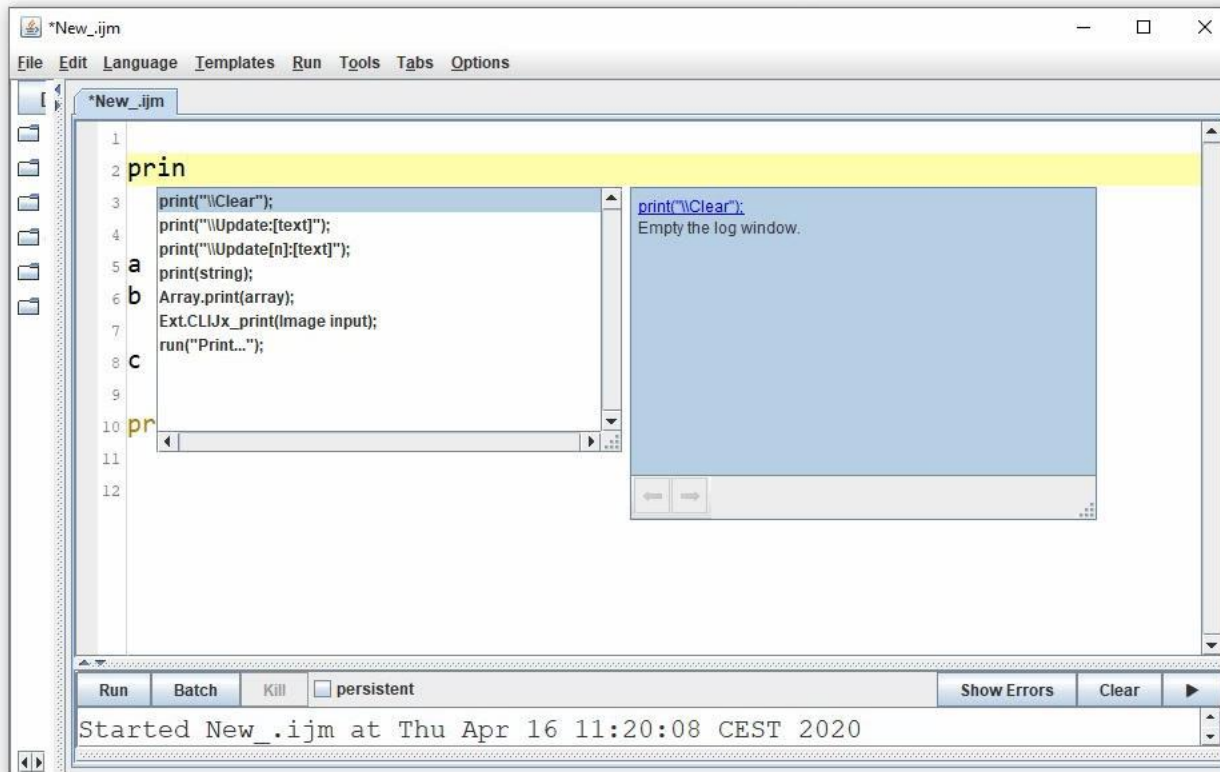 *New_.ijm
File Edit Language Templates Run Tools Tabs Options
*New_.ijm
1
2 prin
3
4
5 a
6 b
7
8 c
9
10 pr
11
12
print("\\Clear");
print("\\Update:[text]");
print("\\Update[n]:[text]");
print(string);
Array.print(array);
Ext.CLIJx_print(Image input);
run("Print...");
print("\\Clear");
Empty the log window.
Run Batch Kill persistent Show Errors Clear
Started New_.ijm at Thu Apr 16 11:20:08 CEST 2020